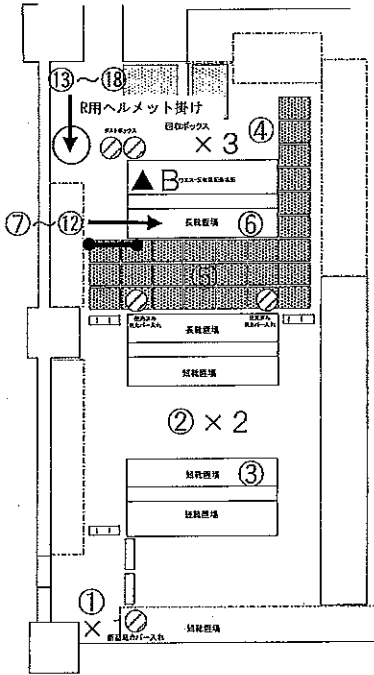 ⑬～⑱
R用ヘルメット掛け
ダストボックス
回収ボックス
×3
④
▲
B
⑦～⑫
長靴置場
⑥
⑤
長靴置場
短靴置場
②×2
短靴置場
③
短靴置場
①
×
短靴置場